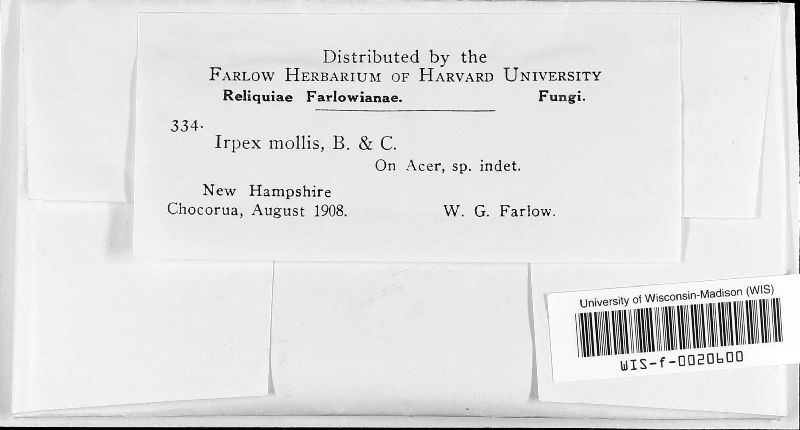 Distributed by the
FARLOW HERBARIUM OF HARVARD UNIVERSITY
Reliquiae Farlowianae. Fungi.
334.
Irpex mollis, B. & C.
On Acer, sp. indet.
New Hampshire
Chocorua, August 1908. W. G. Farlow.
University of Wisconsin-Madison (WIS)
WIS-f-0020600